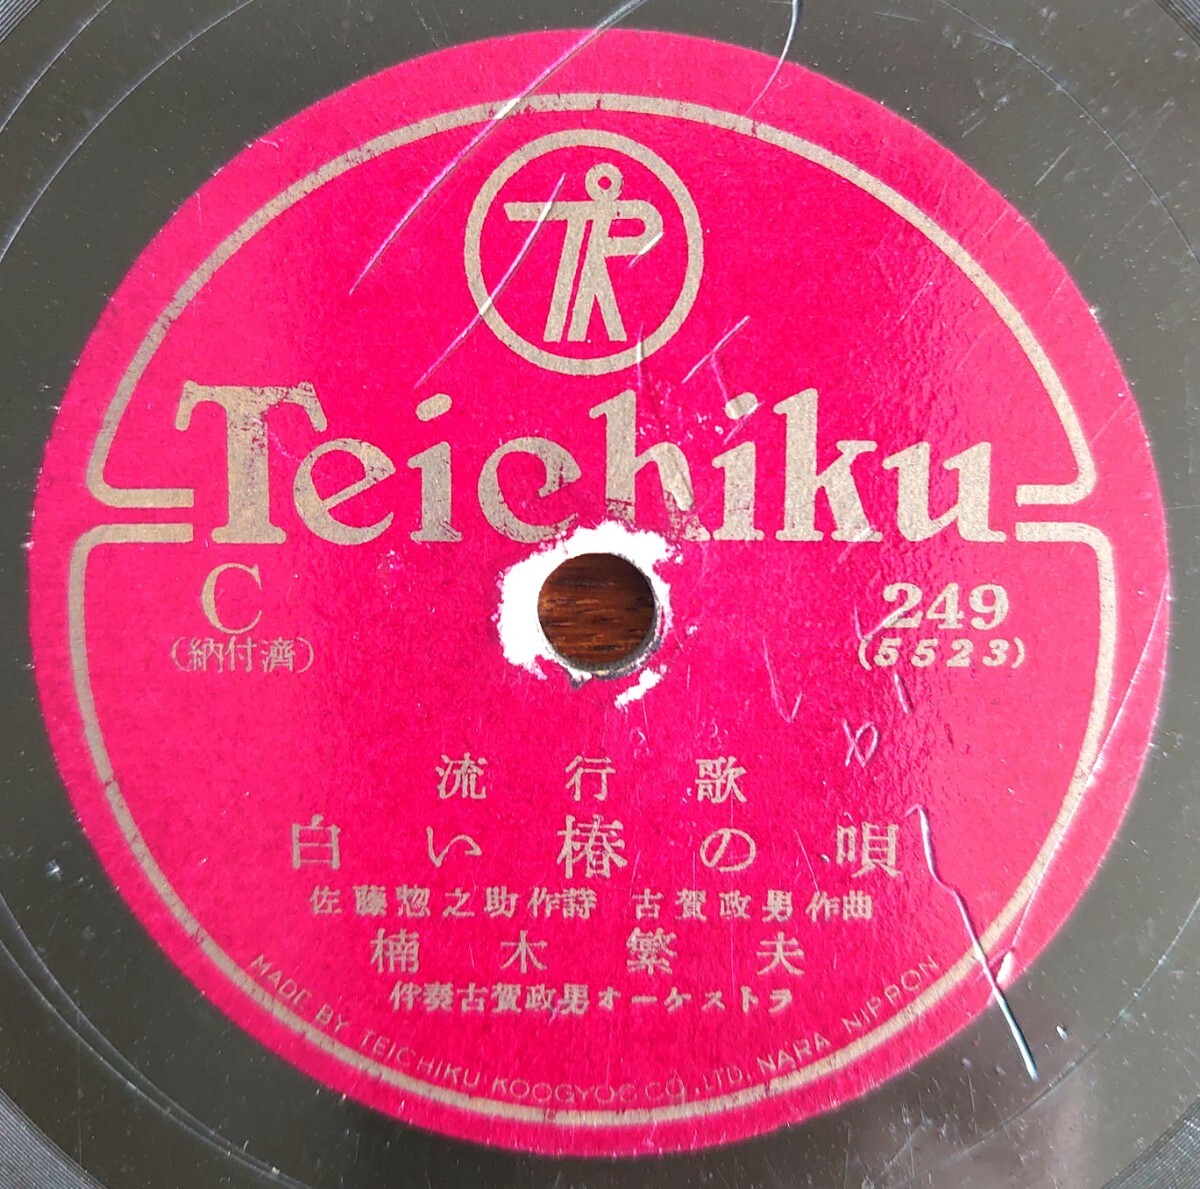 Teichiku
C
(納付濟)
249
(5523)
流行歌
白い椿の唄
佐藤惣之助作詩 古賀政男作曲
楠木繁夫
伴奏古賀政男オーケストラ
MADE BY TEICHIKU KOOGYOS CO., LTD. NARA NIPPON